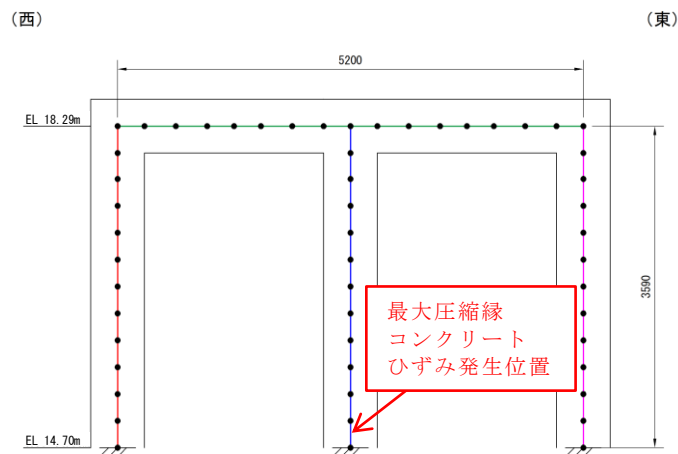 (西)
(東)
5200
EL 18.29m
3590
最大圧縮縁
コンクリート
ひずみ発生位置
EL 14.70m